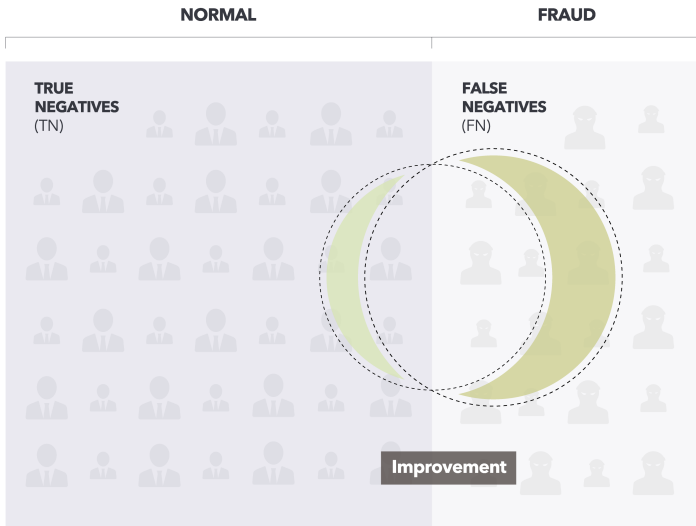 NORMAL
FRAUD
TRUE
NEGATIVES
(TN)
FALSE
NEGATIVES
(FN)
Improvement